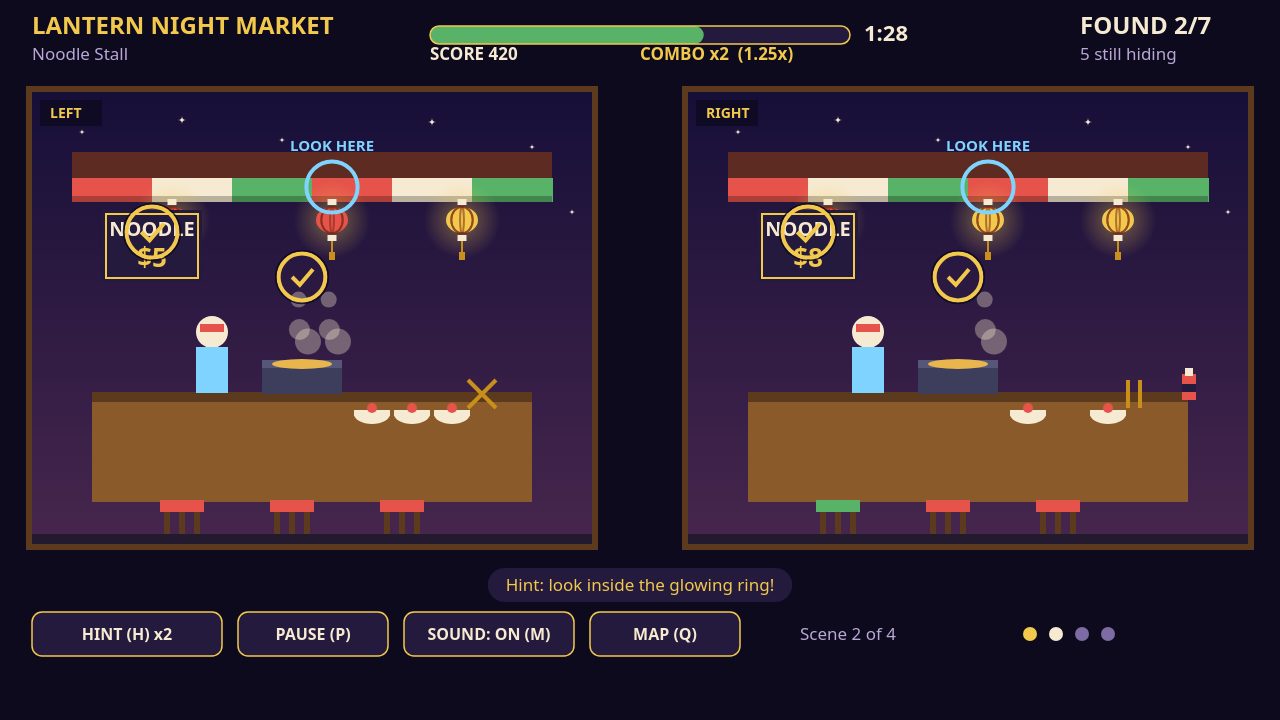 LANTERN NIGHT MARKET
Noodle Stall
SCORE 420
COMBO x2 (1.25x)
1:28
FOUND 2/7
5 still hiding
LEFT
LOOK HERE
NOODLE
$5
RIGHT
LOOK HERE
NOODLE
$8
Hint: look inside the glowing ring!
HINT (H) x2
PAUSE (P)
SOUND: ON (M)
MAP (Q)
Scene 2 of 4